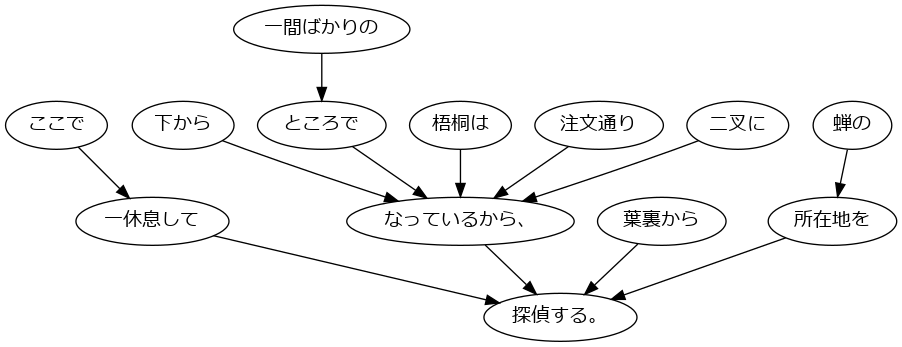 一間ばかりの
ここで
下から
ところで
梧桐は
注文通り
二叉に
蝉の
一休息して
なっているから、
葉裏から
所在地を
探偵する。